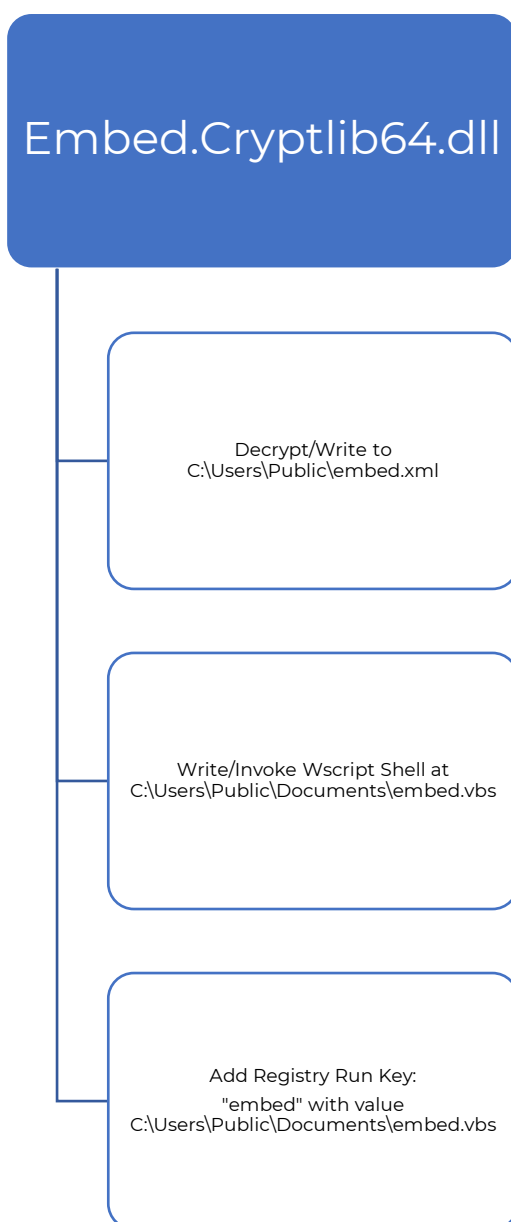 Embed.Cryptlib64.dll
Decrypt/Write to
C:\Users\Public\embed.xml
Write/Invoke Wscript Shell at
C:\Users\Public\Documents\embed.vbs
Add Registry Run Key:
"embed" with value
C:\Users\Public\Documents\embed.vbs